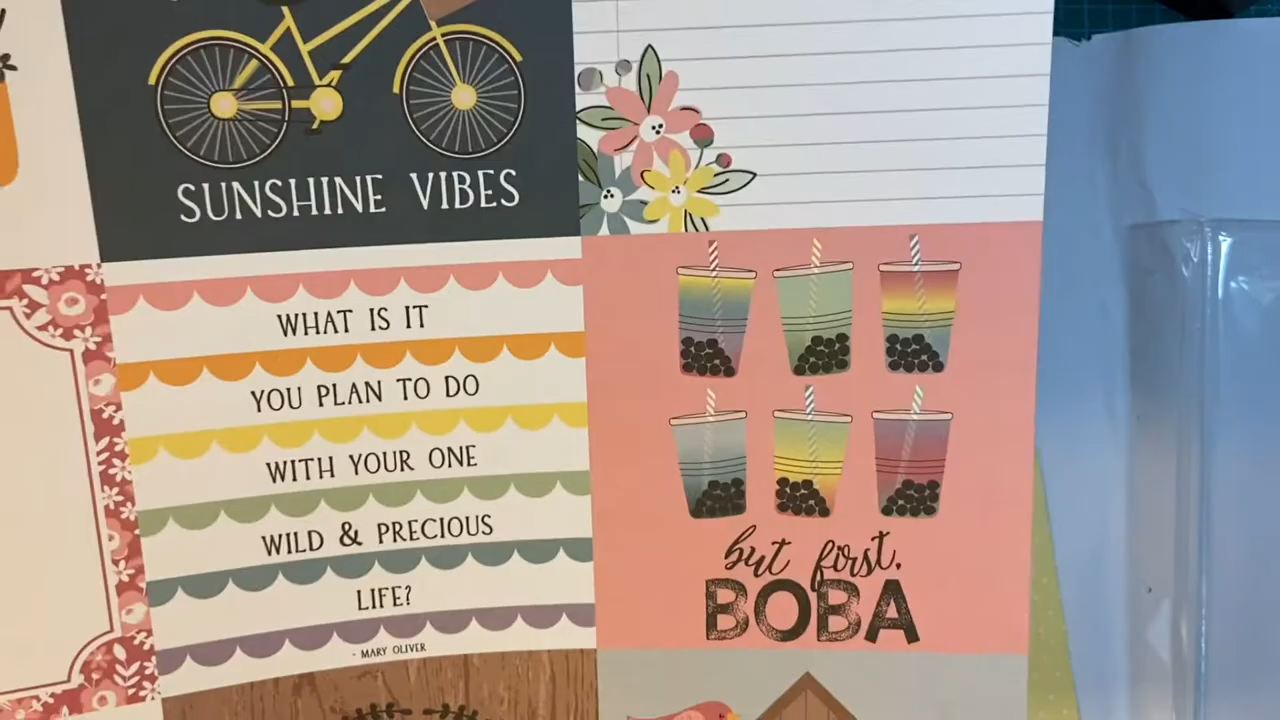 SUNSHINE VIBES
WHAT IS IT
YOU PLAN TO DO
WITH YOUR ONE
WILD & PRECIOUS
LIFE?
- MARY OLIVER
but first,
BOBA